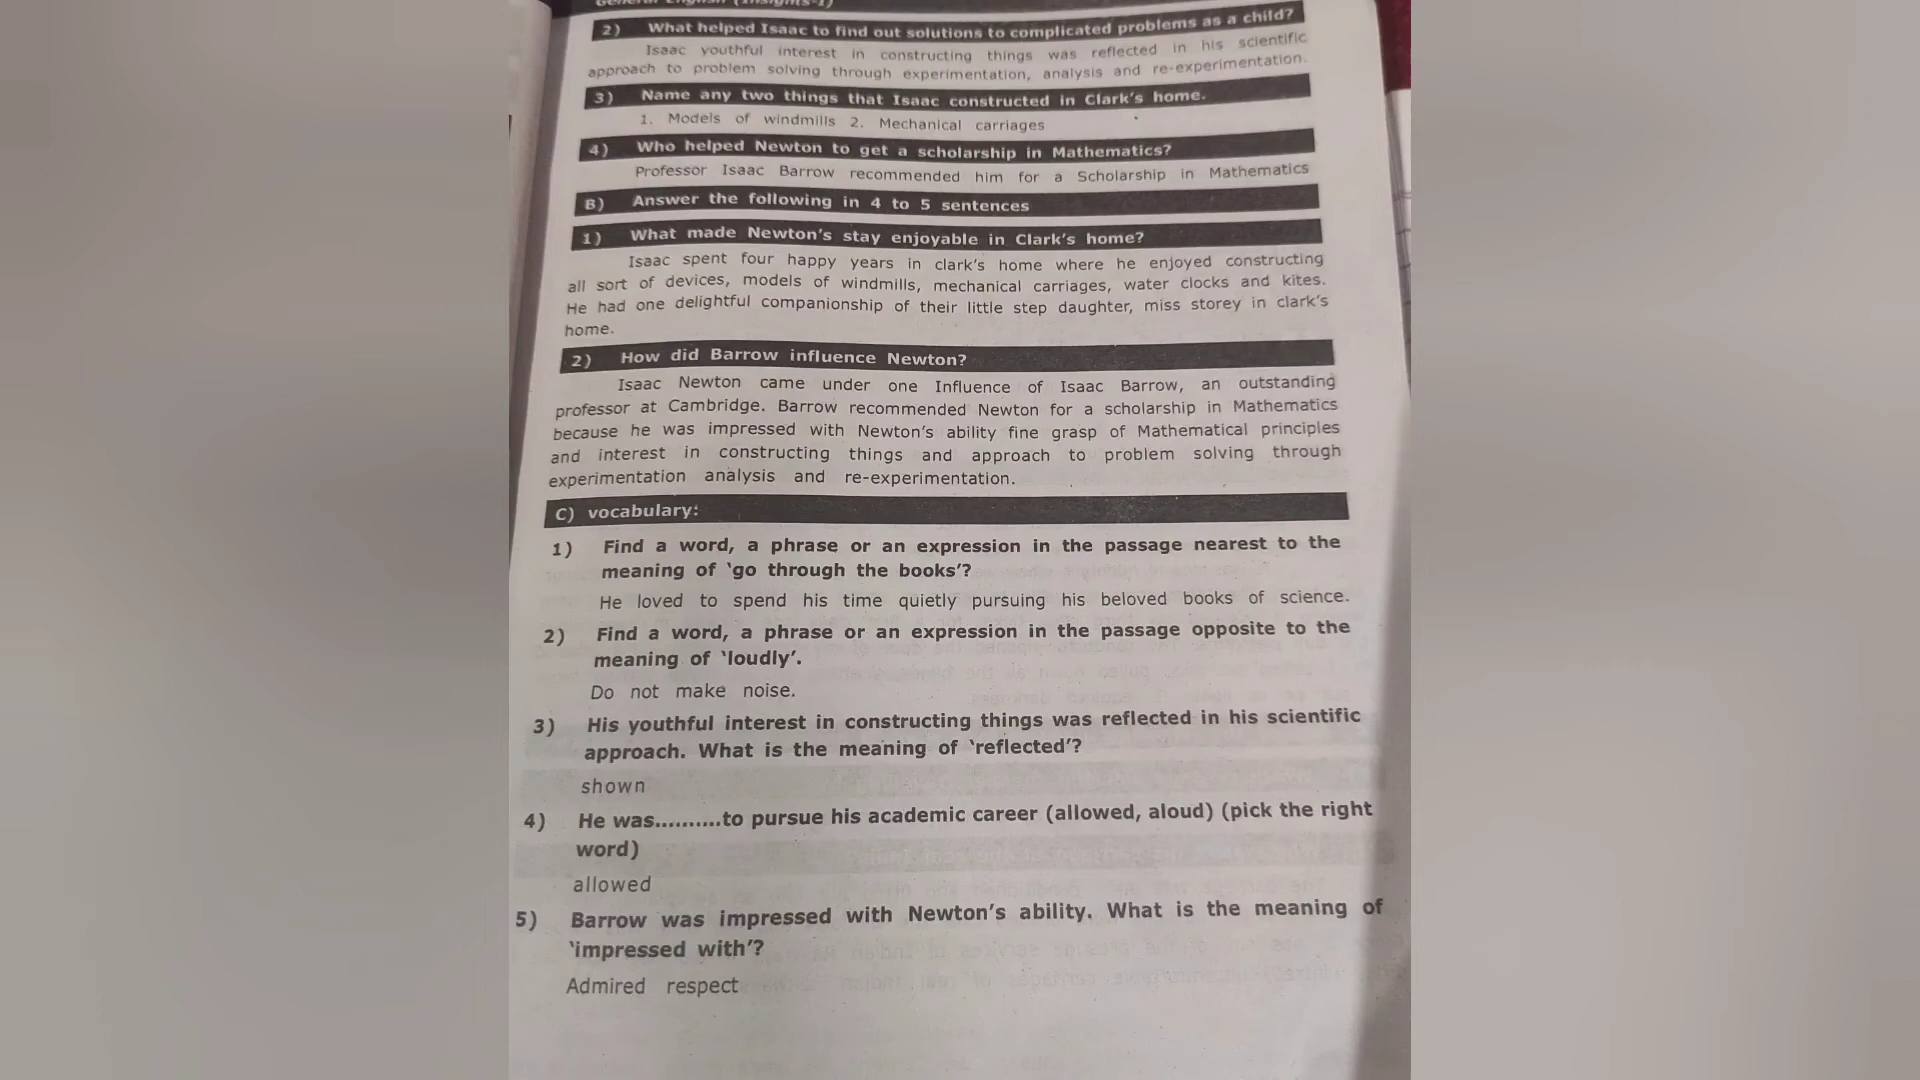 General English (Insights-1)
2) What helped Isaac to find out solutions to complicated problems as a child?
Isaac youthful interest in constructing things was reflected in his scientific
approach to problem solving through experimentation, analysis and re-experimentation.
3) Name any two things that Isaac constructed in Clark's home.
1. Models of windmills 2. Mechanical carriages
4) Who helped Newton to get a scholarship in Mathematics?
Professor Isaac Barrow recommended him for a Scholarship in Mathematics
B) Answer the following in 4 to 5 sentences
1) What made Newton's stay enjoyable in Clark's home?
Isaac spent four happy years in clark's home where he enjoyed constructing
all sort of devices, models of windmills, mechanical carriages, water clocks and kites.
He had one delightful companionship of their little step daughter, miss storey in clark's
home.
2) How did Barrow influence Newton?
Isaac Newton came under one Influence of Isaac Barrow, an outstanding
professor at Cambridge. Barrow recommended Newton for a scholarship in Mathematics
because he was impressed with Newton's ability fine grasp of Mathematical principles
and interest in constructing things and approach to problem solving through
experimentation analysis and re-experimentation.
C) vocabulary:
1) Find a word, a phrase or an expression in the passage nearest to the
meaning of 'go through the books'?
He loved to spend his time quietly pursuing his beloved books of science.
2) Find a word, a phrase or an expression in the passage opposite to the
meaning of 'loudly'.
Do not make noise.
3) His youthful interest in constructing things was reflected in his scientific
approach. What is the meaning of 'reflected'?
shown
4) He was..........to pursue his academic career (allowed, aloud) (pick the right
word)
allowed
5) Barrow was impressed with Newton's ability. What is the meaning of
'impressed with'?
Admired respect